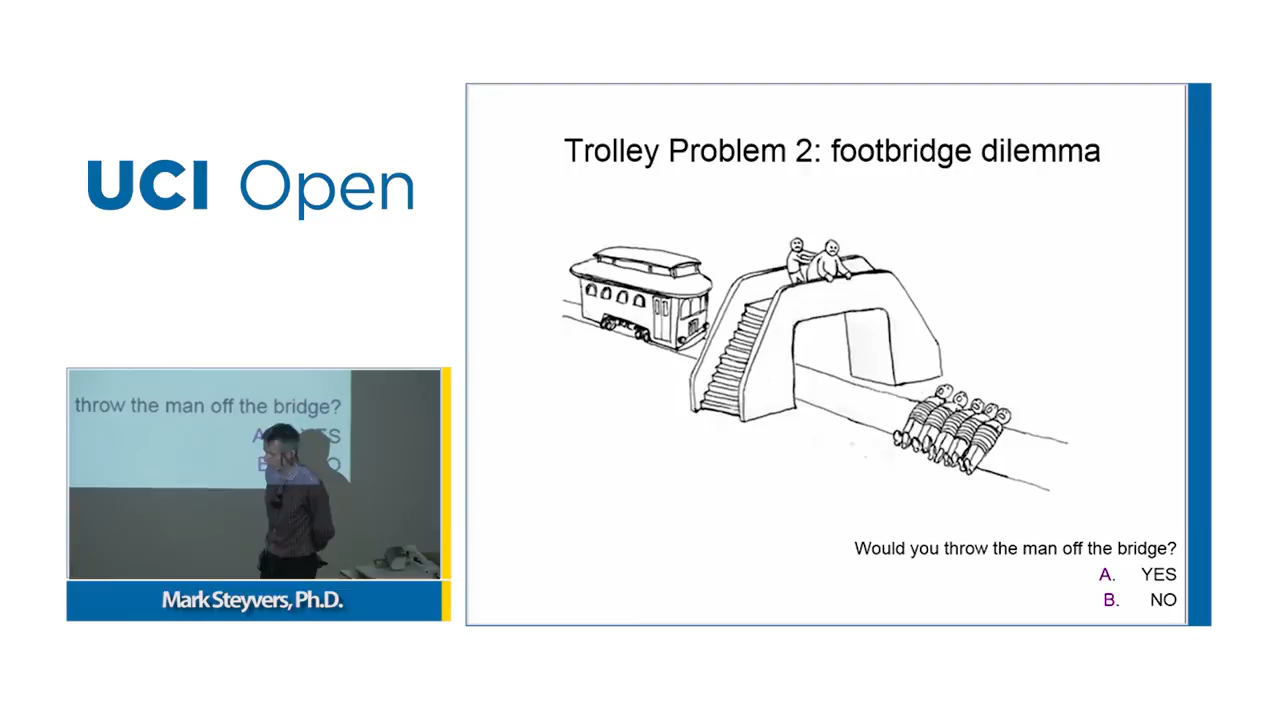 UCI Open
Trolley Problem 2: footbridge dilemma
Would you throw the man off the bridge?
A. YES
B. NO
throw the man off the bridge?
Mark Steyvers, Ph.D.